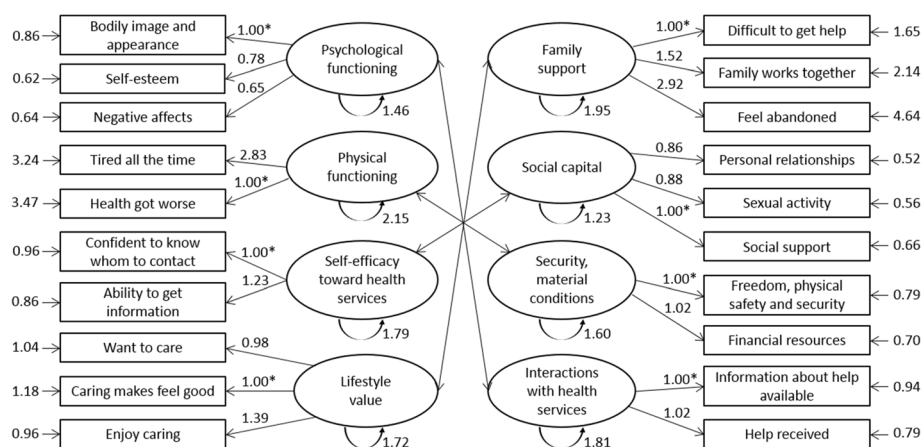 0.86
Bodily image and
appearance
1.00*
Psychological
functioning
1.46
0.62
Self-esteem
0.78
0.64
Negative affects
0.65
3.24
Tired all the time
2.83
Physical
functioning
2.15
3.47
Health got worse
1.00*
0.96
Confident to know
whom to contact
1.00*
Self-efficacy
toward health
services
1.79
0.86
Ability to get
information
1.23
1.04
Want to care
0.98
1.18
Caring makes feel good
1.00*
Lifestyle
value
1.72
0.96
Enjoy caring
1.39
Family
support
1.95
1.00*
Difficult to get help
1.65
1.52
Family works together
2.14
2.92
Feel abandoned
4.64
Social capital
1.23
0.86
Personal relationships
0.52
0.88
Sexual activity
0.56
1.00*
Social support
0.66
Security,
material
conditions
1.60
1.00*
Freedom, physical
safety and security
0.79
1.02
Financial resources
0.70
Interactions
with health
services
1.81
1.00*
Information about help
available
0.94
1.02
Help received
0.79